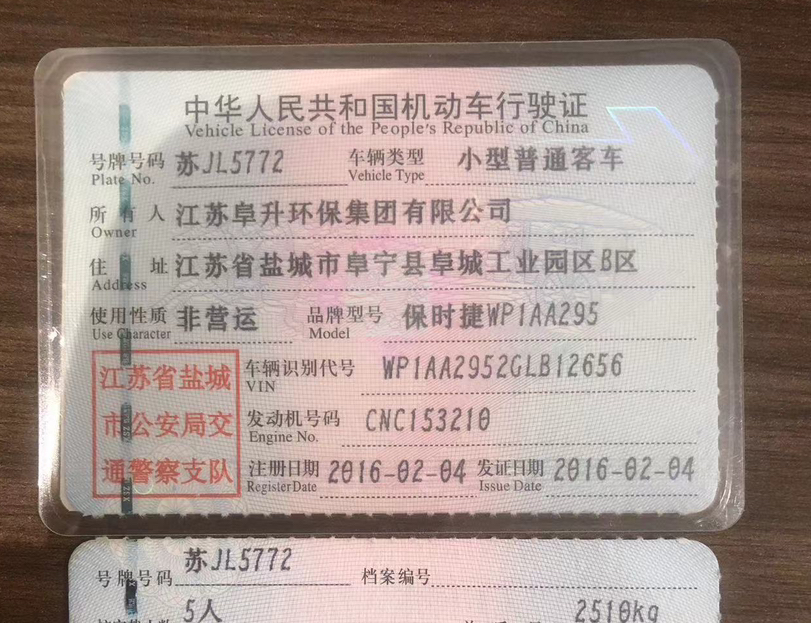 中华人民共和国机动车行驶证
Vehicle License of the People's Republic of China
号牌号码 苏JL5772 车辆类型 小型普通客车
Plate No. Vehicle Type
所有人 江苏阜升环保集团有限公司
Owner
住址 江苏省盐城市阜宁县阜城工业园区B区
Address
使用性质 非营运 品牌型号 保时捷WP1AA295
Use Character Model
江苏省盐城
市公安局交
通警察支队
车辆识别代号 WP1AA2952GLB12656
VIN
发动机号码 CNC153210
Engine No.
注册日期 2016-02-04 发证日期 2016-02-04
Register Date Issue Date
号牌号码 苏JL5772 档案编号
5人 2510kg